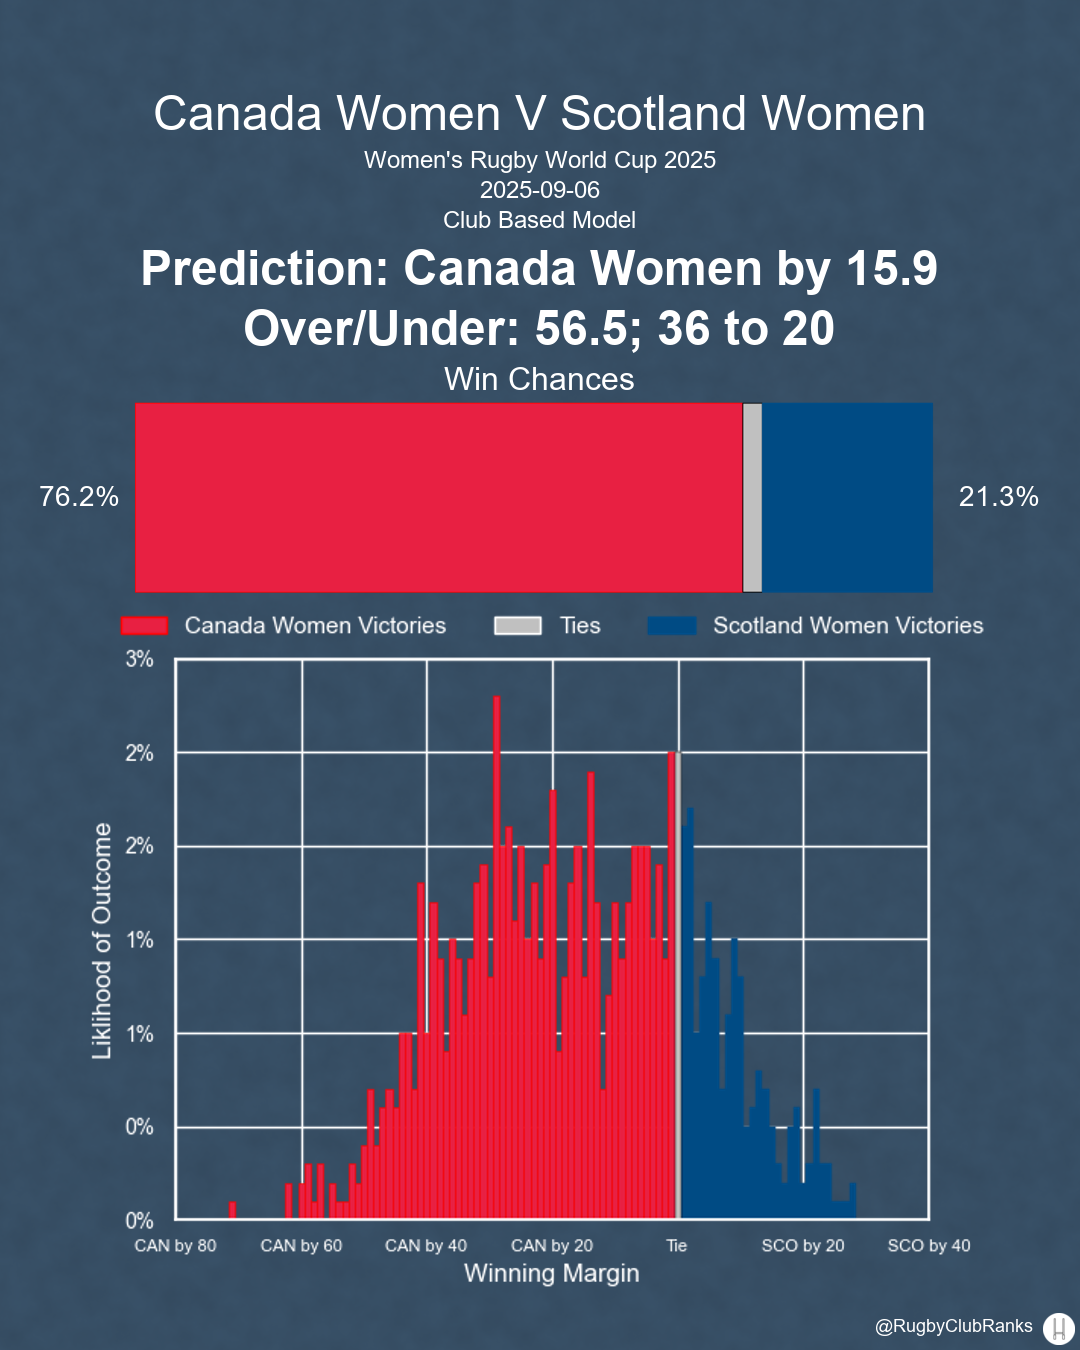 Canada Women V Scotland Women
Women's Rugby World Cup 2025
2025-09-06
Club Based Model
Prediction: Canada Women by 15.9
Over/Under: 56.5; 36 to 20
Win Chances
76.2%
21.3%
Canada Women Victories Ties Scotland Women Victories
3%
2%
2%
1%
1%
0%
0%
Liklihood of Outcome
CAN by 80 CAN by 60 CAN by 40 CAN by 20 Tie SCO by 20 SCO by 40
Winning Margin
@RugbyClubRanks